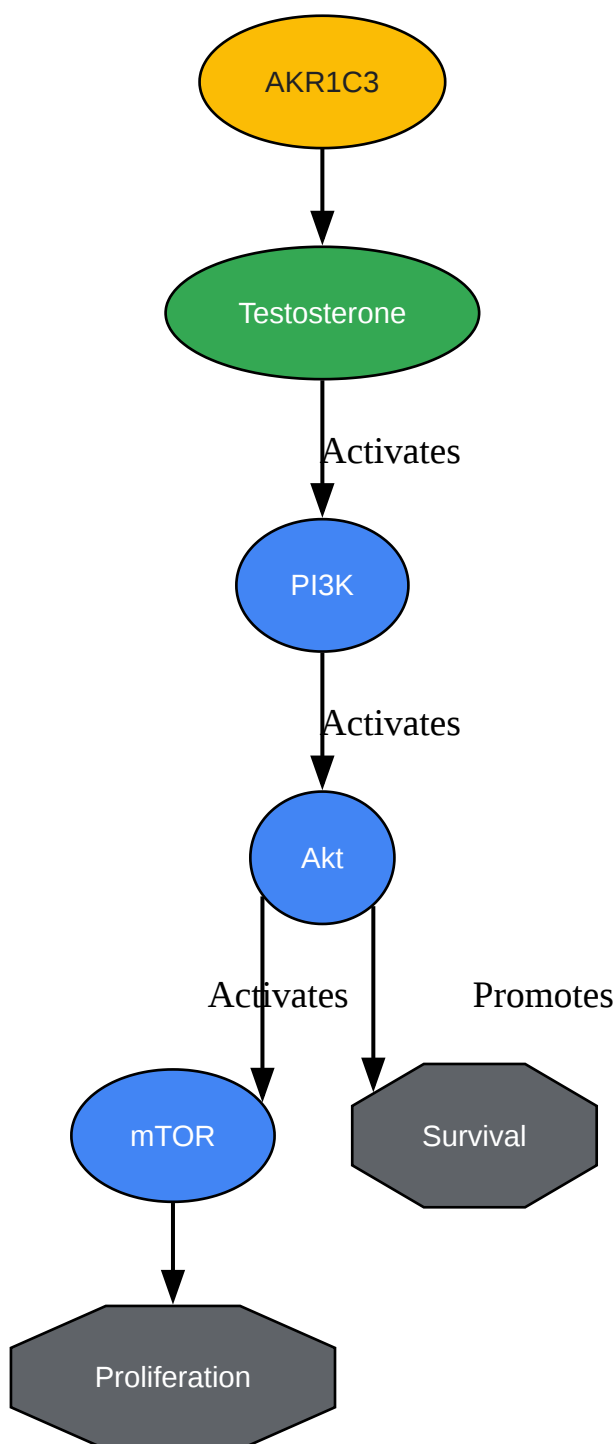 AKR1C3
Testosterone
Activates
PI3K
Activates
Akt
Activates
Promotes
mTOR
Survival
Proliferation